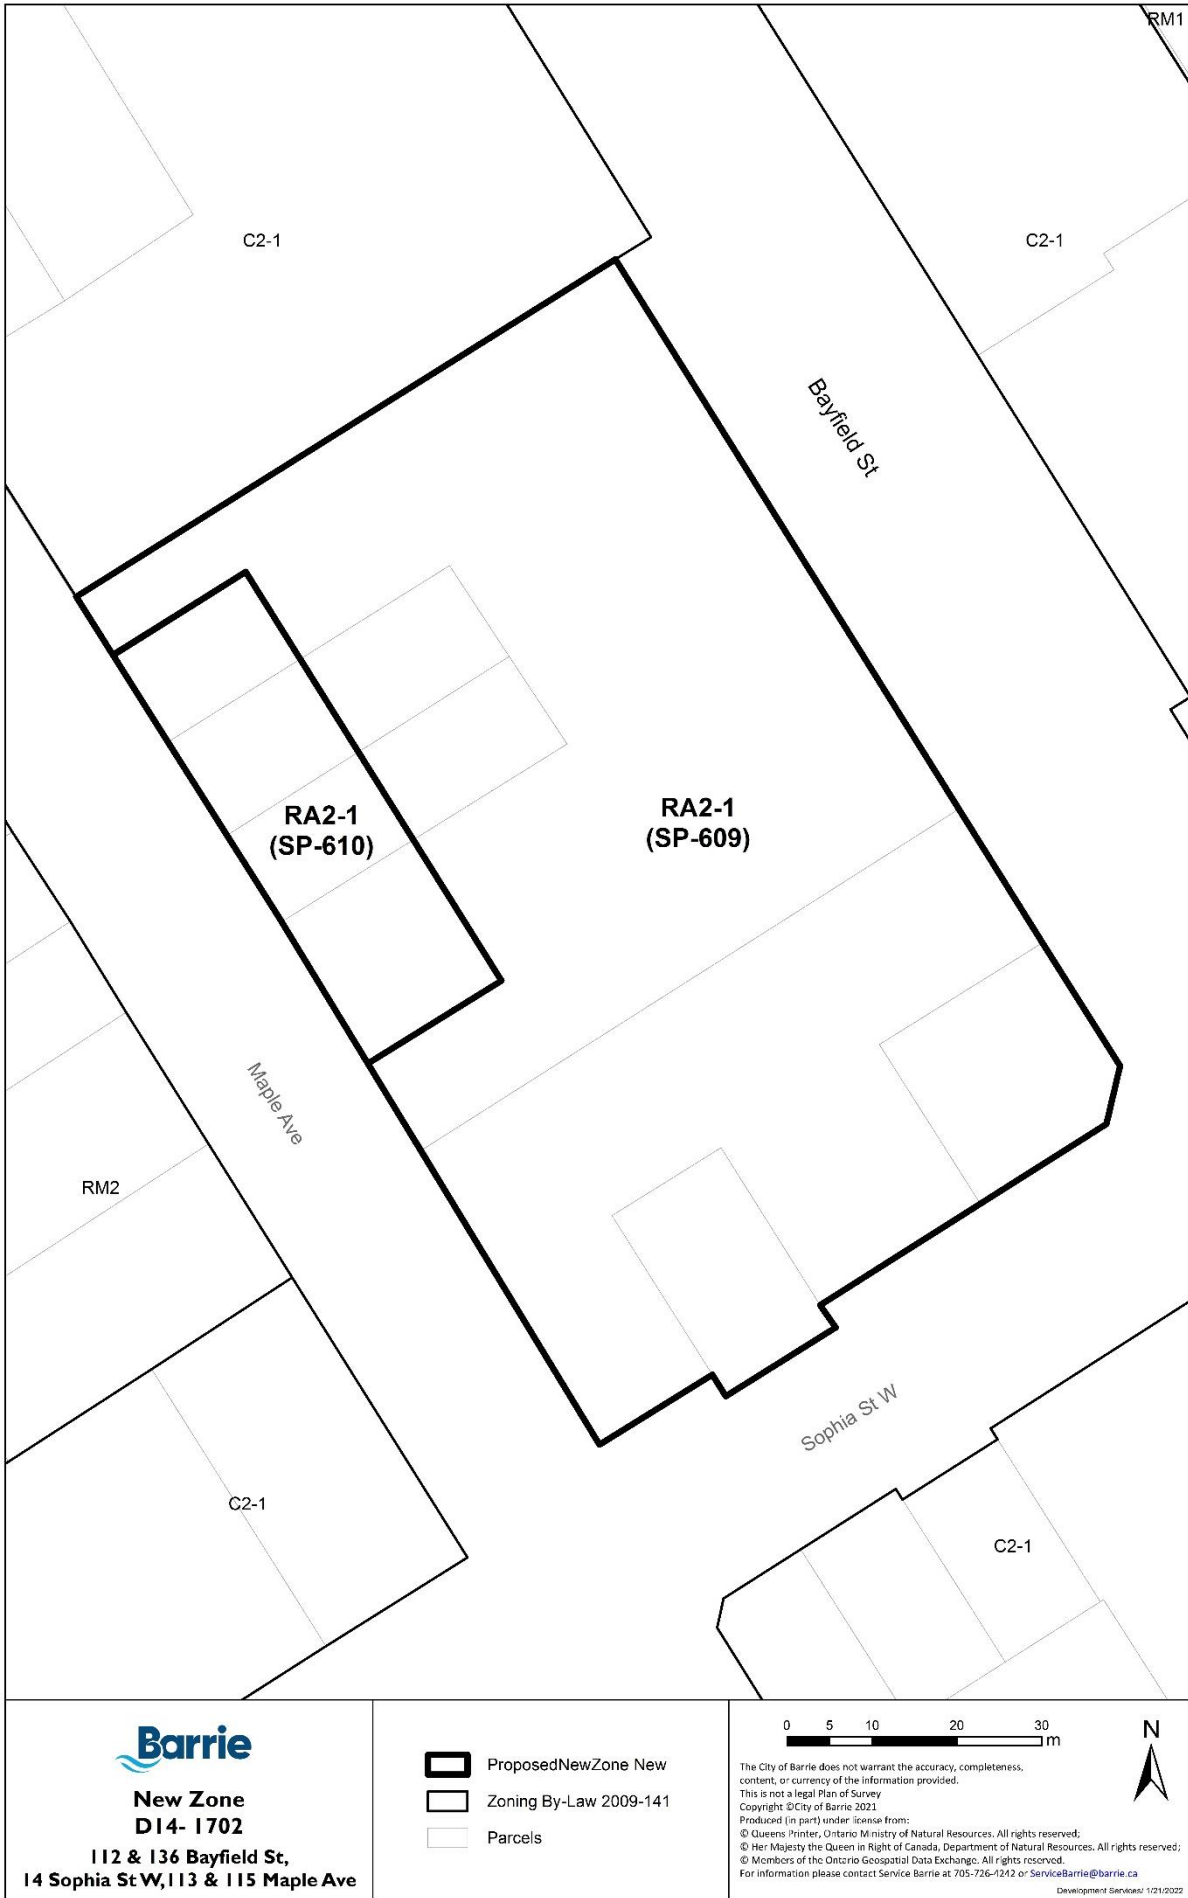 RM1
C2-1
C2-1
Bayfield St
RA2-1
(SP-610)
RA2-1
(SP-609)
Maple Ave
RM2
Sophia St W
C2-1
C2-1
Barrie
New Zone
D14- 1702
112 & 136 Bayfield St,
14 Sophia St W,113 & 115 Maple Ave
ProposedNewZone New
Zoning By-Law 2009-141
Parcels
0 5 10 20 30
m
N
The City of Barrie does not warrant the accuracy, completeness,
content, or currency of the information provided.
This is not a legal Plan of Survey
Copyright ©City of Barrie 2021
Produced (in part) under license from:
© Queens Printer, Ontario Ministry of Natural Resources. All rights reserved;
© Her Majesty the Queen in Right of Canada, Department of Natural Resources. All rights reserved;
© Members of the Ontario Geospatial Data Exchange. All rights reserved.
For information please contact Service Barrie at 705-726-4242 or ServiceBarrie@barrie.ca
Development Services/ 1/21/2022